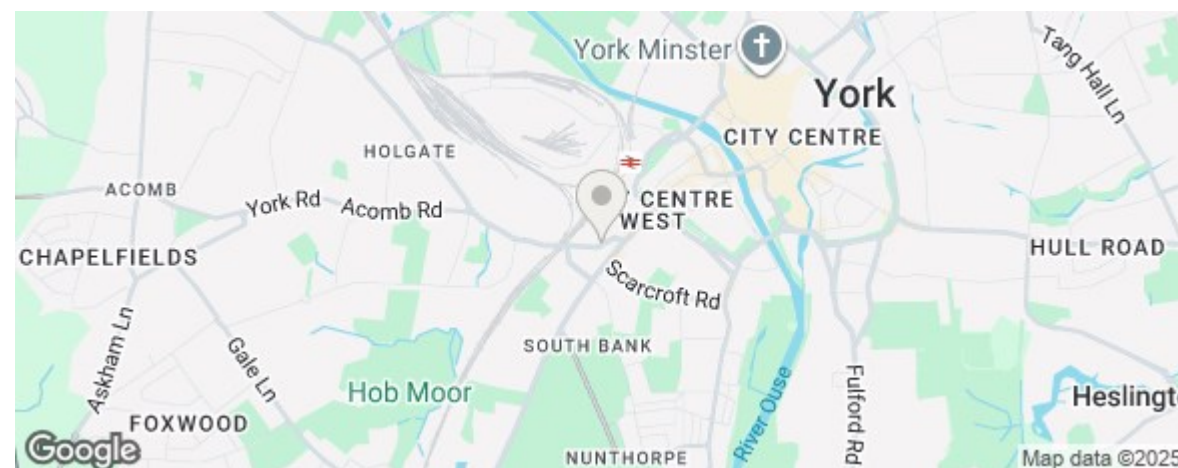 York Minster
York
Tang Hall Ln
CITY CENTRE
HOLGATE
ACOMB
York Rd
Acomb Rd
CENTRE
WEST
CHAPELFIELDS
HULL ROAD
Scarcroft Rd
Askham Ln
Gale Ln
SOUTH BANK
Hob Moor
River Ouse
Fulford Rd
Heslingt
FOXWOOD
NUNTHORPE
Google
Map data ©2025